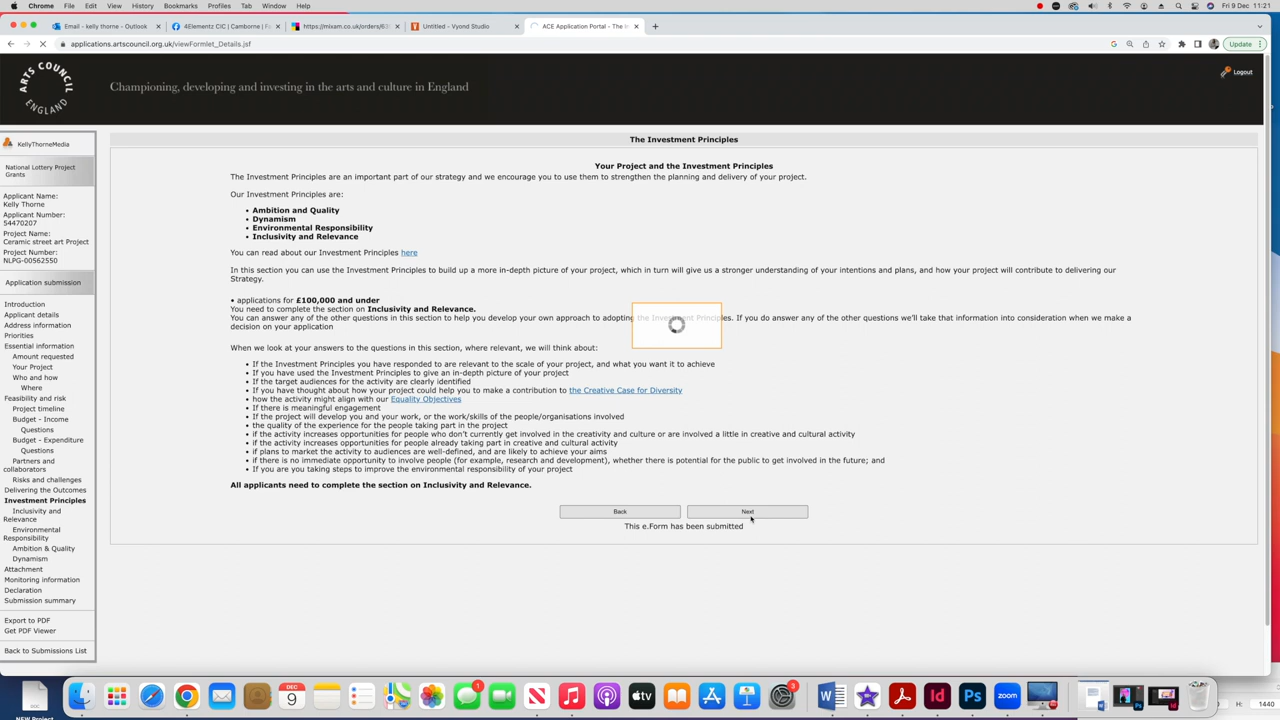 Chrome File Edit View History Bookmarks Profiles Tab Window Help Fri 9 Dec 11:21
Email - kelly thorne - Outlook
4Elementz CIC | Camborne | Fa
https://mixam.co.uk/orders/63
Untitled - Vyond Studio
ACE Application Portal - The I
applications.artscouncil.org.uk/viewFormlet_Details.jsf
Update
ARTS COUNCIL
ENGLAND
Championing, developing and investing in the arts and culture in England
Logout
KellyThorneMedia
National Lottery Project
Grants
Applicant Name:
Kelly Thorne
Applicant Number:
54470207
Project Name:
Ceramic street art Project
Project Number:
NLPG-00562550
Application submission
Introduction
Applicant details
Address information
Priorities
Essential information
Amount requested
Your Project
Who and how
Where
Feasibility and risk
Project timeline
Budget - Income
Questions
Budget - Expenditure
Questions
Partners and
collaborators
Risks and challenges
Delivering the Outcomes
Investment Principles
Inclusivity and
Relevance
Environmental
Responsibility
Ambition & Quality
Dynamism
Attachment
Monitoring information
Declaration
Submission summary
Export to PDF
Get PDF Viewer
Back to Submissions List
The Investment Principles
Your Project and the Investment Principles
The Investment Principles are an important part of our strategy and we encourage you to use them to strengthen the planning and delivery of your project.
Our Investment Principles are:
• Ambition and Quality
• Dynamism
• Environmental Responsibility
• Inclusivity and Relevance
You can read about our Investment Principles here
In this section you can use the Investment Principles to build up a more in-depth picture of your project, which in turn will give us a stronger understanding of your intentions and plans, and how your project will contribute to delivering our
Strategy.
• applications for £100,000 and under
You need to complete the section on Inclusivity and Relevance.
You can answer any of the other questions in this section to help you develop your own approach to adopting the Investment Principles. If you do answer any of the other questions we'll take that information into consideration when we make a
decision on your application
When we look at your answers to the questions in this section, where relevant, we will think about:
• If the Investment Principles you have responded to are relevant to the scale of your project, and what you want it to achieve
• If you have used the Investment Principles to give an in-depth picture of your project
• If the target audiences for the activity are clearly identified
• If you have thought about how your project could help you to make a contribution to the Creative Case for Diversity
• how the activity might align with our Equality Objectives
• If there is meaningful engagement
• If the project will develop you and your work, or the work/skills of the people/organisations involved
• the quality of the experience for the people taking part in the project
• if the activity increases opportunities for people who don't currently get involved in the creativity and culture or are involved a little in creative and cultural activity
• if the activity increases opportunities for people already taking part in creative and cultural activity
• if plans to market the activity to audiences are well-defined, and are likely to achieve your aims
• if there is no immediate opportunity to involve people (for example, research and development), whether there is potential for the public to get involved in the future; and
• If you are you taking steps to improve the environmental responsibility of your project
All applicants need to complete the section on Inclusivity and Relevance.
Back
Next
This e.Form has been submitted
DEC
9
1
tv
3
W
Id
Ps
zoom
NEW Project
H: 1440